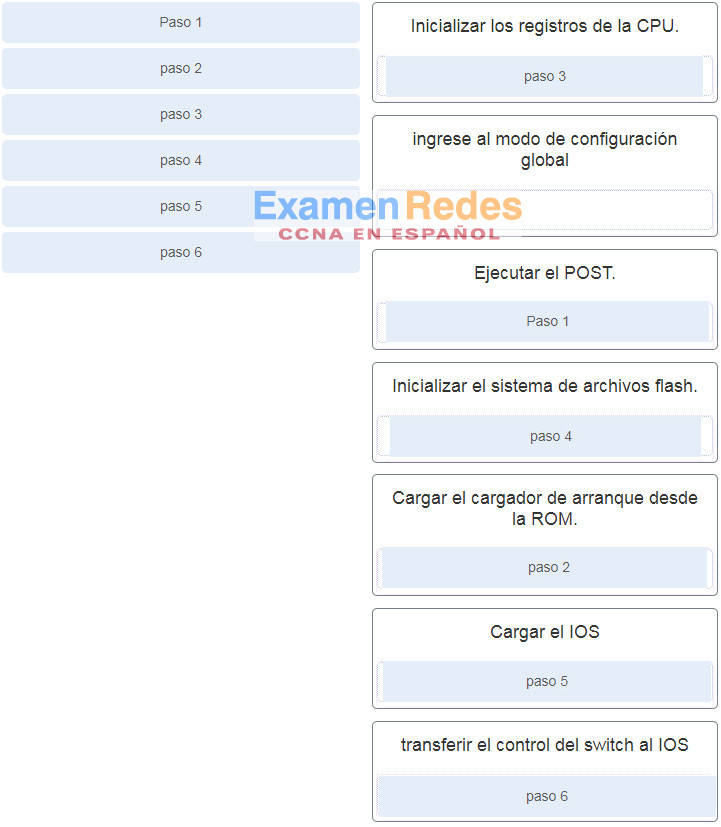 Paso 1
paso 2
paso 3
paso 4
paso 5
paso 6
Inicializar los registros de la CPU.
paso 3
ingrese al modo de configuración
global
Examen Redes
CCNA EN ESPAÑOL
Ejecutar el POST.
Paso 1
Inicializar el sistema de archivos flash.
paso 4
Cargar el cargador de arranque desde
la ROM.
paso 2
Cargar el IOS
paso 5
transferir el control del switch al IOS
paso 6